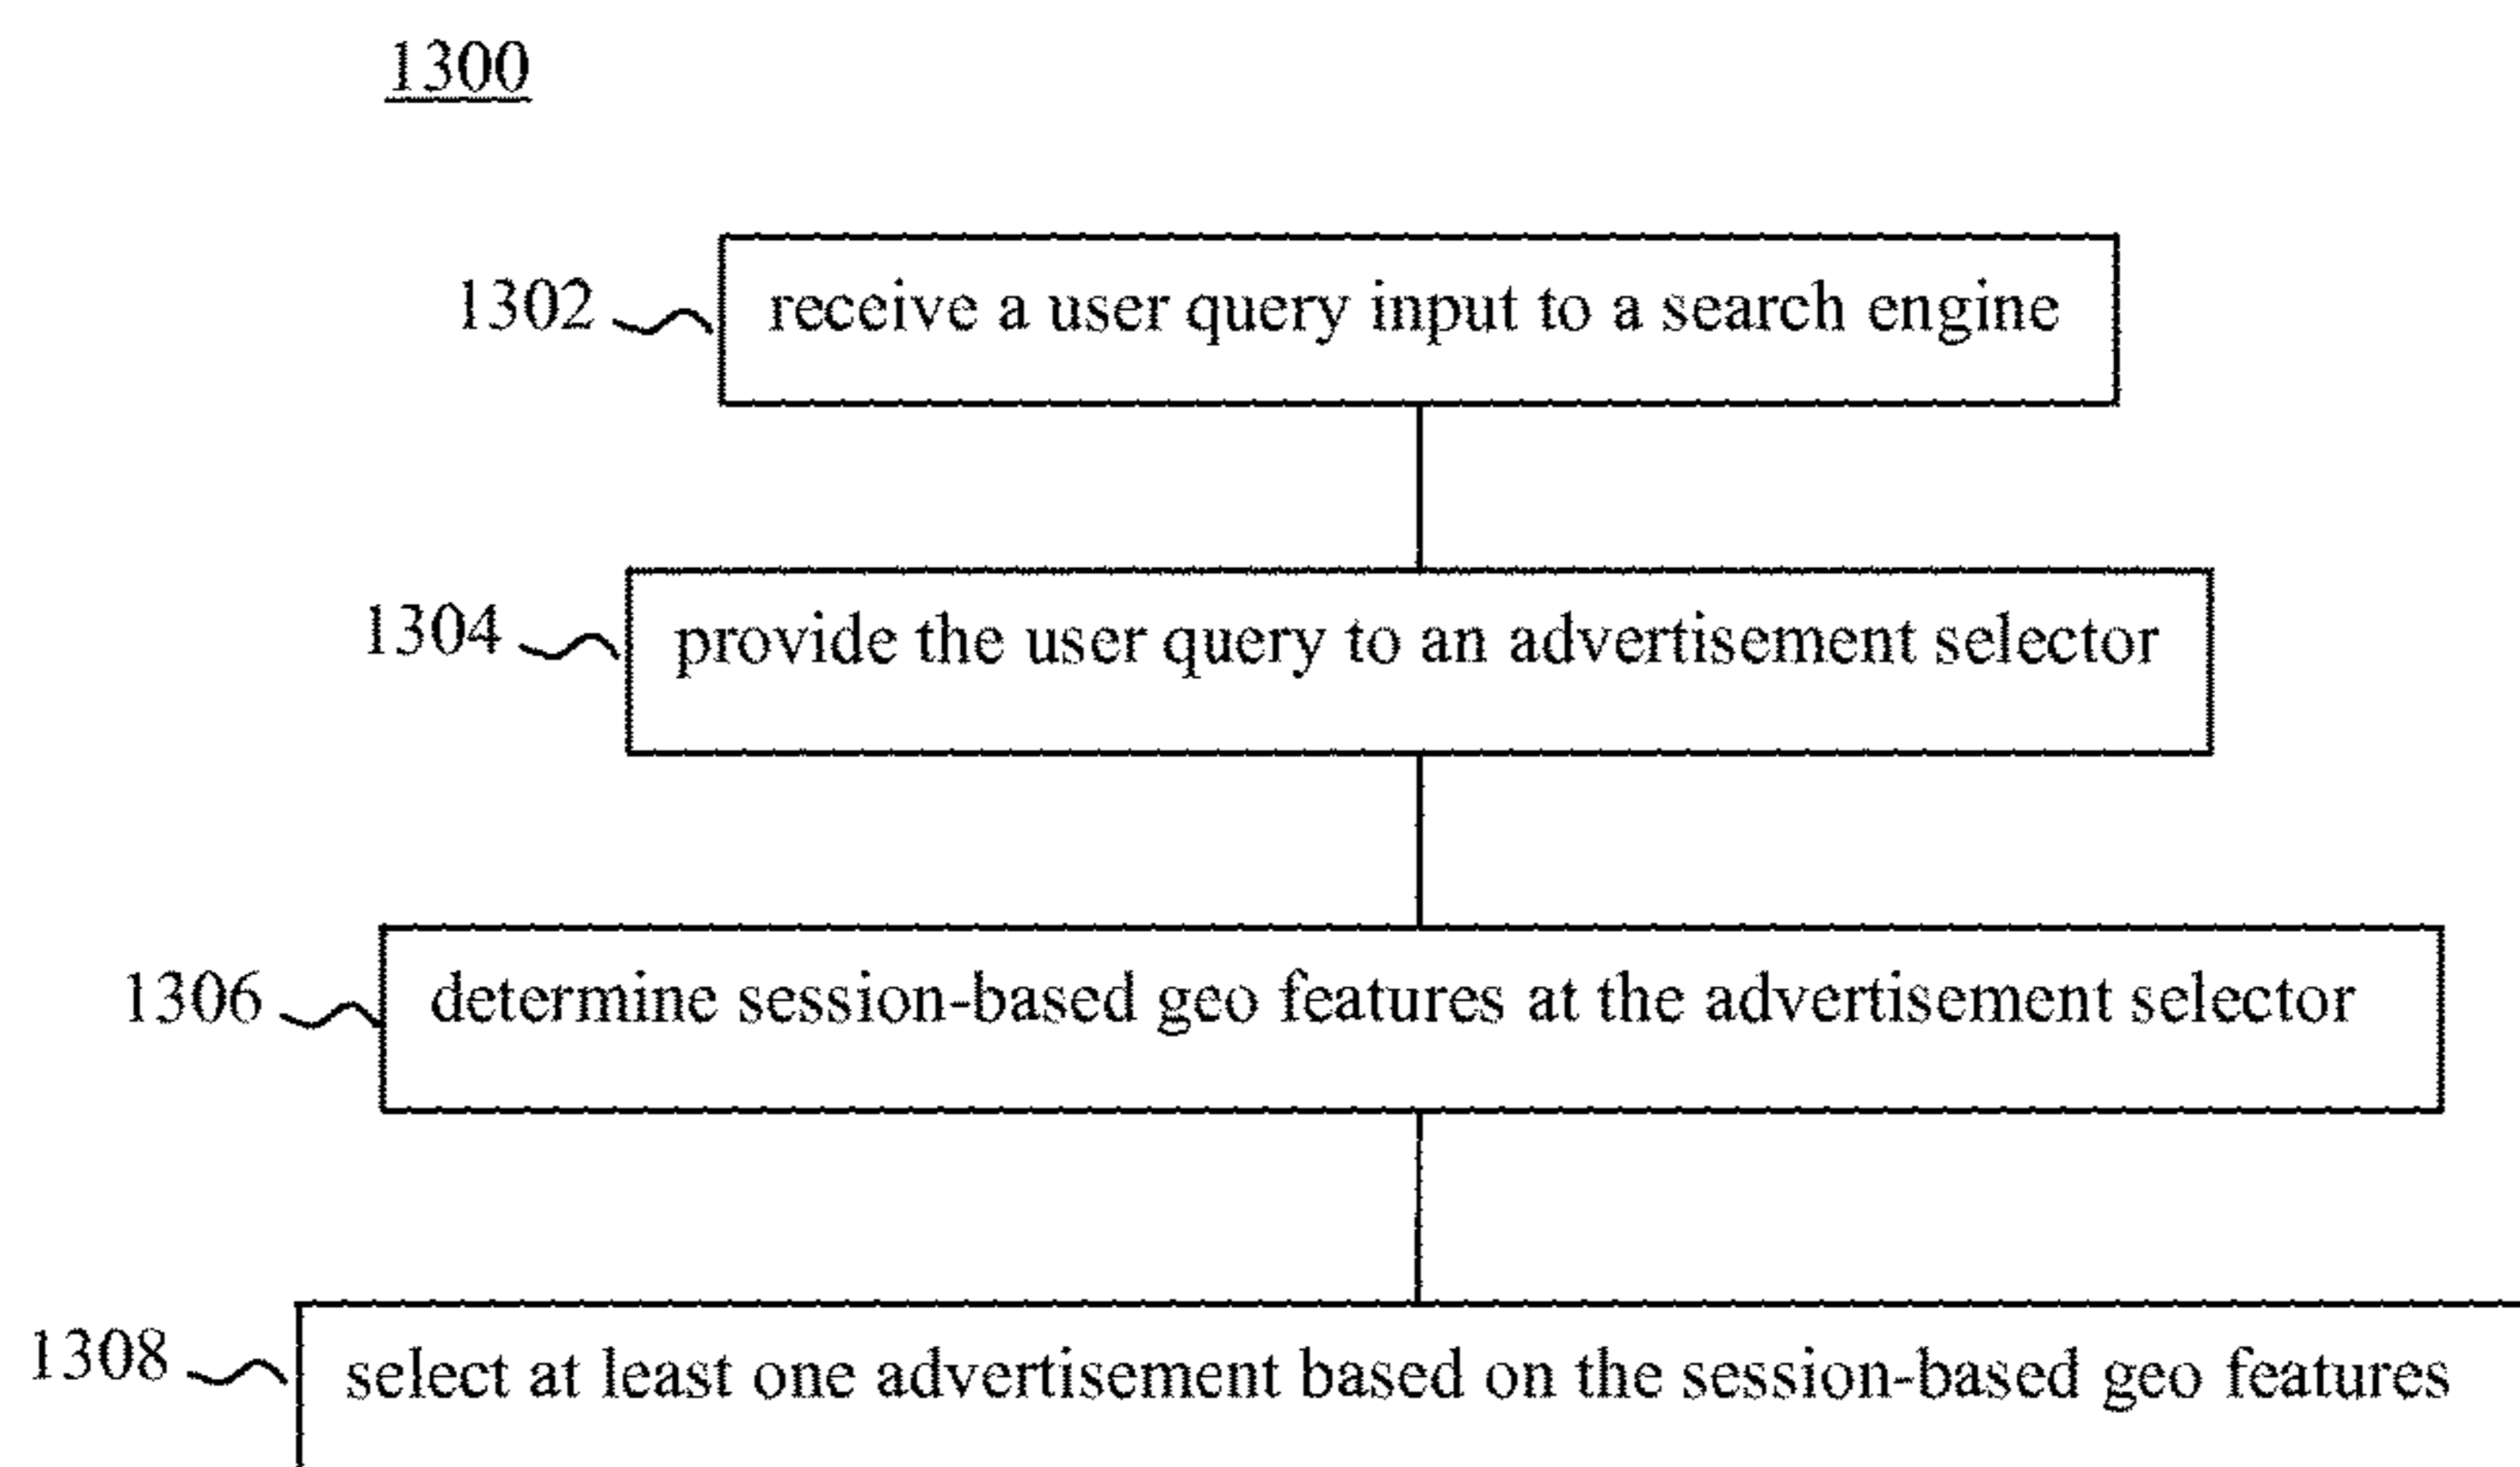 1300
1302
receive a user query input to a search engine
1304
provide the user query to an advertisement selector
1306
determine session-based geo features at the advertisement selector
1308
select at least one advertisement based on the session-based geo features